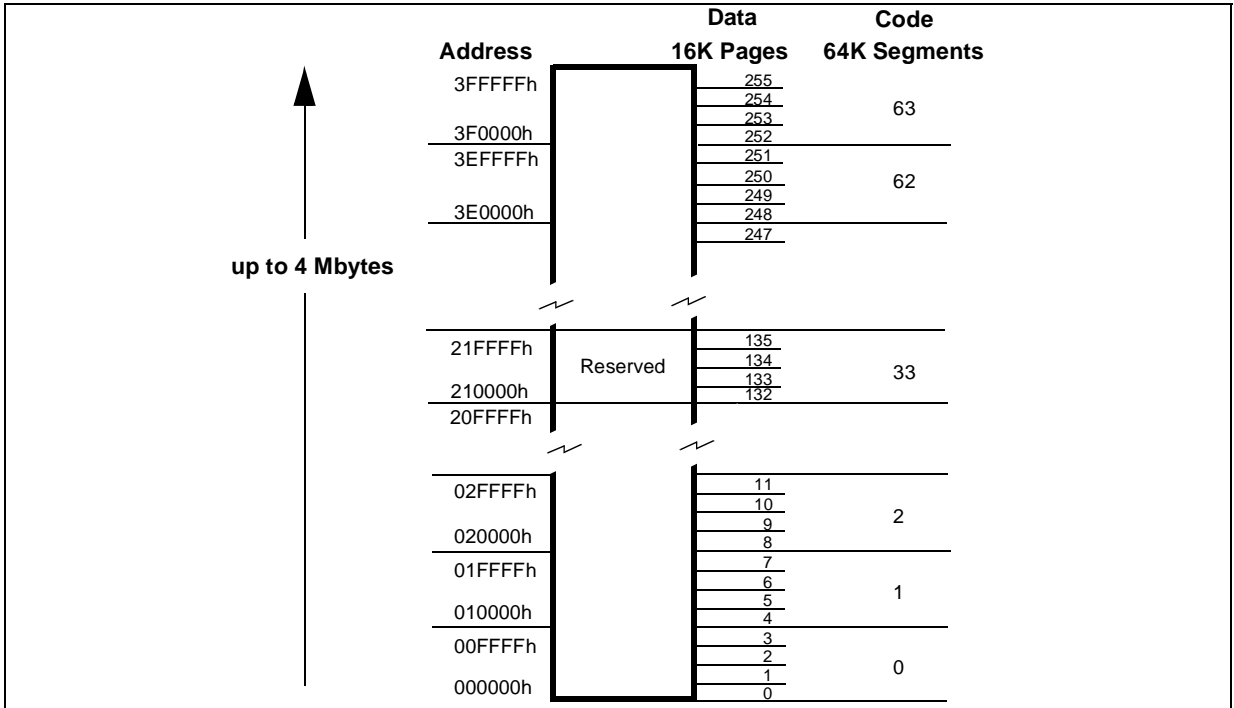 Data Code
Address 16K Pages 64K Segments
3FFFFFh 255
254
63
253
3F0000h 252
3EFFFFh 251
250
62
249
3E0000h 248
247
up to 4 Mbytes
21FFFFh 135
Reserved 134
33
133
210000h 132
20FFFFh
02FFFFh 11
10
2
9
020000h 8
01FFFFh 7
6
1
5
010000h 4
00FFFFh 3
2
0
1
000000h 0